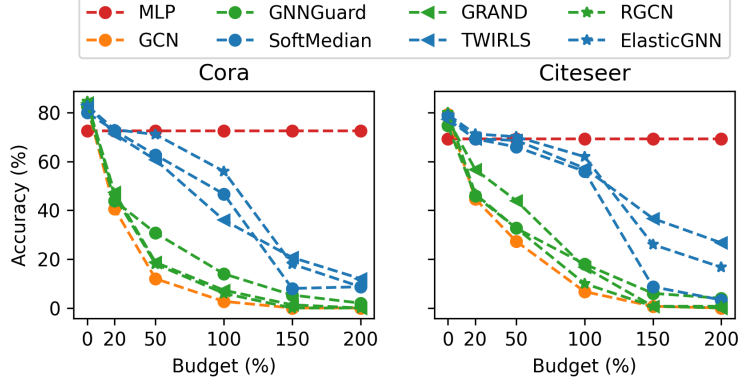 MLP GNNGuard GRAND RGCN
GCN SoftMedian TWIRLS ElasticGNN
Cora Citeseer
Accuracy (%)
80
60
40
20
0
0 20 50 100 150 200
0 20 50 100 150 200
Budget (%) Budget (%)